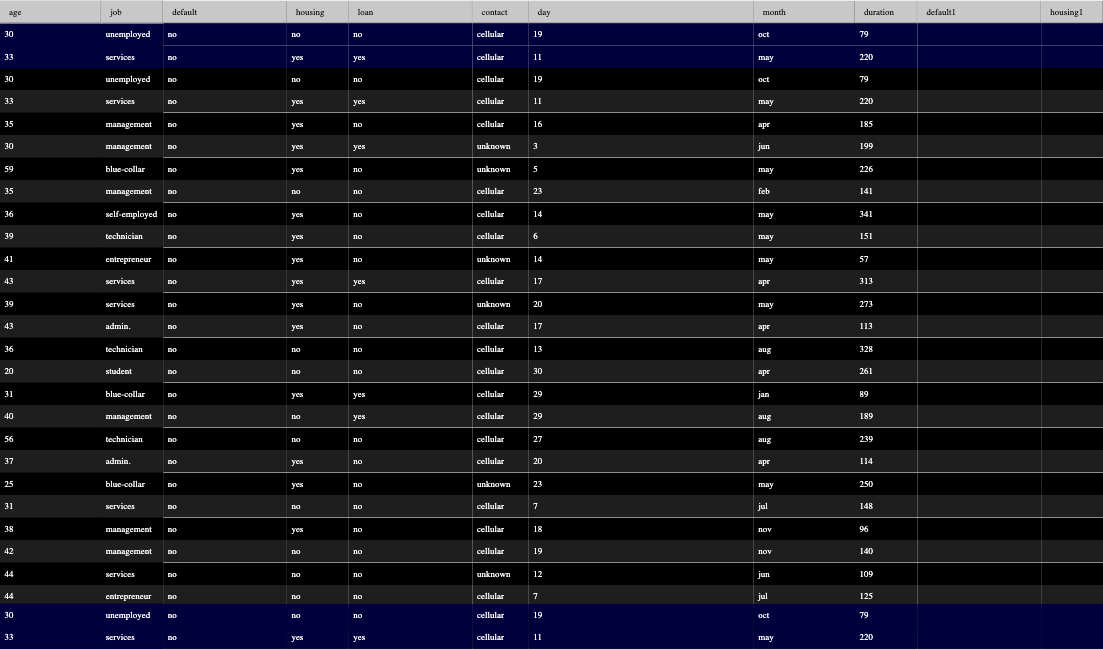 age job default housing loan contact day month duration default1 housing1
30 unemployed no no no cellular 19 oct 79
33 services no yes yes cellular 11 may 220
30 unemployed no no no cellular 19 oct 79
33 services no yes yes cellular 11 may 220
35 management no yes no cellular 16 apr 185
30 management no yes yes unknown 3 jun 199
59 blue-collar no yes no unknown 5 may 226
35 management no no no cellular 23 feb 141
36 self-employed no yes no cellular 14 may 341
39 technician no yes no cellular 6 may 151
41 entrepreneur no yes no unknown 14 may 57
43 services no yes yes cellular 17 apr 313
39 services no yes no unknown 20 may 273
43 admin. no yes no cellular 17 apr 113
36 technician no no no cellular 13 aug 328
20 student no no no cellular 30 apr 261
31 blue-collar no yes yes cellular 29 jan 89
40 management no no yes cellular 29 aug 189
56 technician no no no cellular 27 aug 239
37 admin. no yes no cellular 20 apr 114
25 blue-collar no yes no unknown 23 may 250
31 services no no no cellular 7 jul 148
38 management no yes no cellular 18 nov 96
42 management no no no cellular 19 nov 140
44 services no no no unknown 12 jun 109
44 entrepreneur no no no cellular 7 jul 125
30 unemployed no no no cellular 19 oct 79
33 services no yes yes cellular 11 may 220